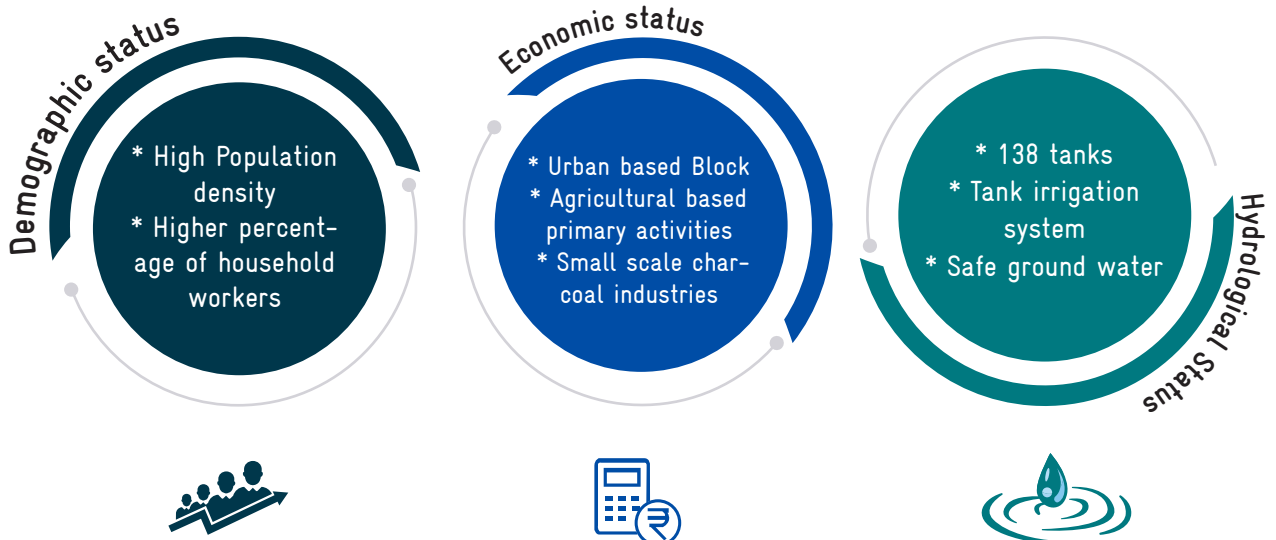 Demographic status
* High Population
density
* Higher percent-
age of household
workers
Economic status
* Urban based Block
* Agricultural based
primary activities
* Small scale char-
coal industries
Hydrological Status
* 138 tanks
* Tank irrigation
system
* Safe ground water
₹